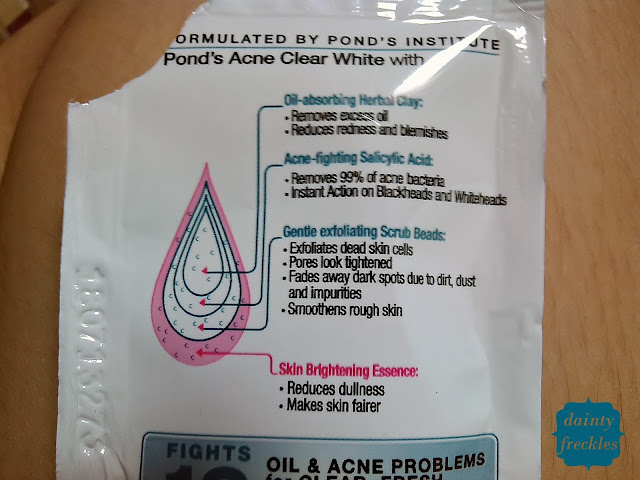 ORMULATED BY POND'S INSTITUTE
Pond's Acne Clear White with
Oil-absorbing Herbal Clay:
• Removes excess oil
• Reduces redness and blemishes
Acne-fighting Salicylic Acid:
• Removes 99% of acne bacteria
• Instant Action on Blackheads and Whiteheads
Gentle exfoliating Scrub Beads:
• Exfoliates dead skin cells
• Pores look tightened
• Fades away dark spots due to dirt, dust
and impurities
• Smoothens rough skin
Skin Brightening Essence:
• Reduces dullness
• Makes skin fairer
FIGHTS
OIL & ACNE PROBLEMS
for CLEAR, FRESH
dainty
freckles